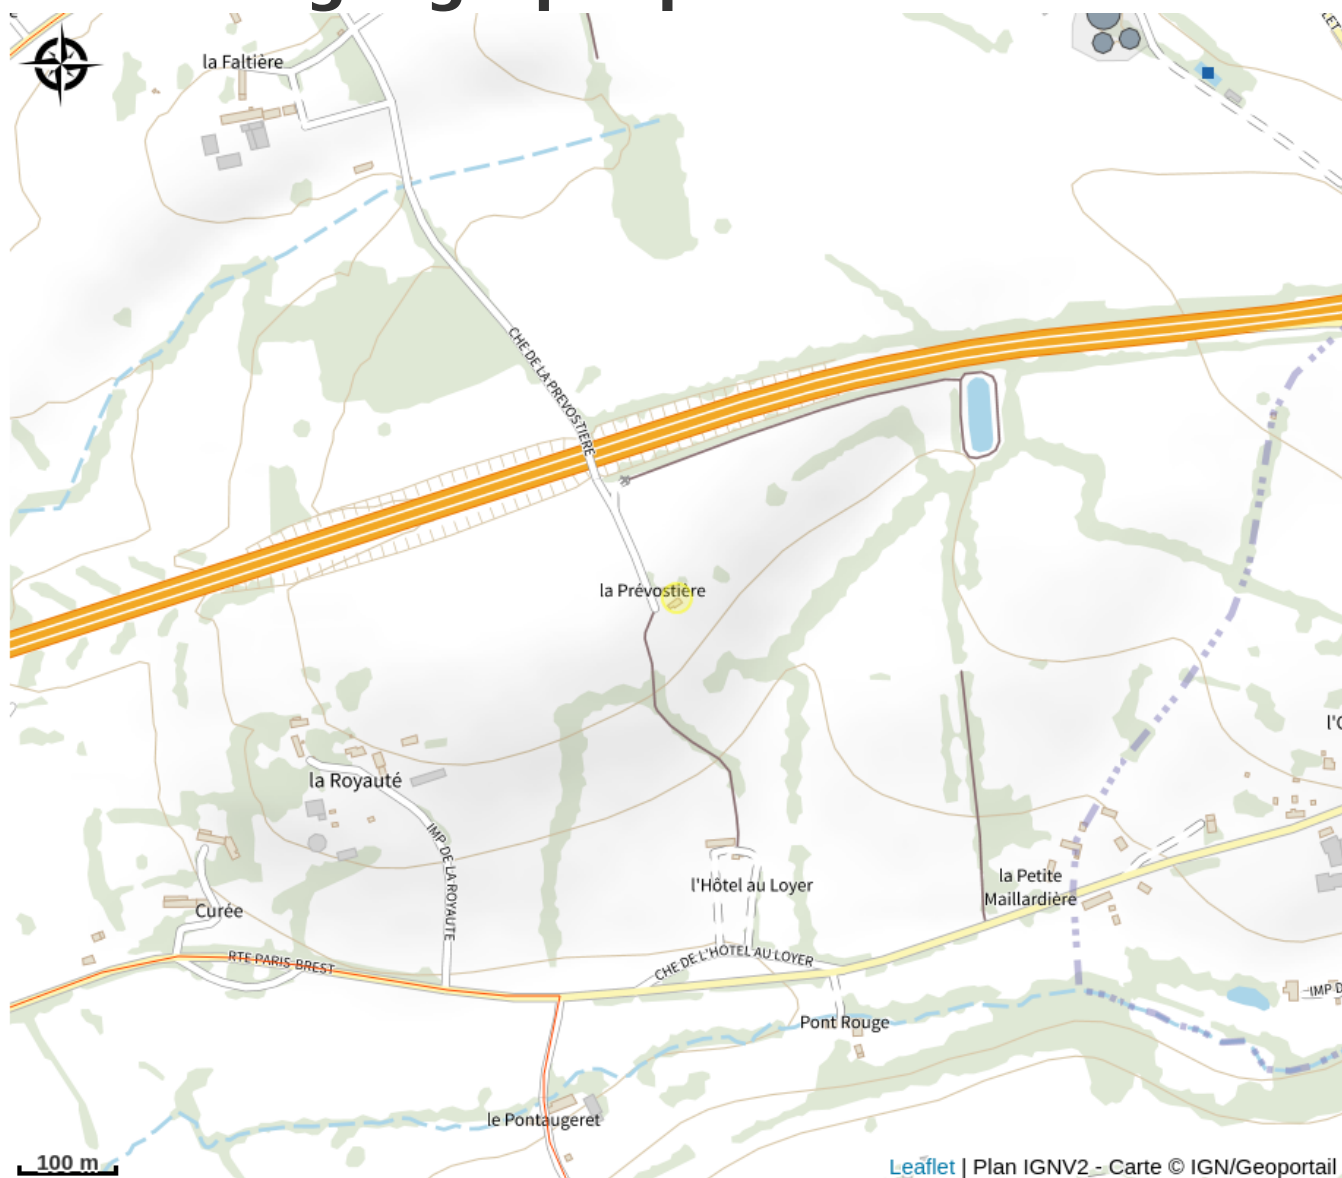 la Faltière
CHE DE LA PREVOSTIERE
la Prévostière
la Royauté
IMP DE LA ROYAUTE
Curée
RTE PARIS-BREST
l'Hôtel au Loyer
CHE DE L'HOTEL AU LOYER
la Petite
Maillardière
Pont Rouge
le Pontaugeret
100 m
Leaflet | Plan IGNV2 - Carte © IGN/Geoportail